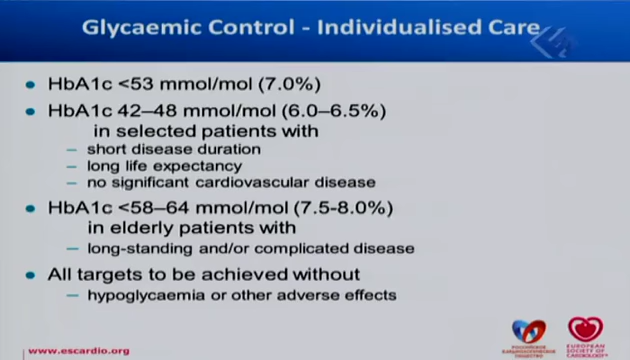 Glycaemic Control - Individualised Care
• HbA1c <53 mmol/mol (7.0%)
• HbA1c 42–48 mmol/mol (6.0–6.5%)
in selected patients with
– short disease duration
– long life expectancy
– no significant cardiovascular disease
• HbA1c <58–64 mmol/mol (7.5-8.0%)
in elderly patients with
– long-standing and/or complicated disease
• All targets to be achieved without
– hypoglycaemia or other adverse effects
www.escardio.org
РОССИЙСКОЕ
КАРДИОЛОГИЧЕСКОЕ
ОБЩЕСТВО
EUROPEAN
SOCIETY OF
CARDIOLOGY